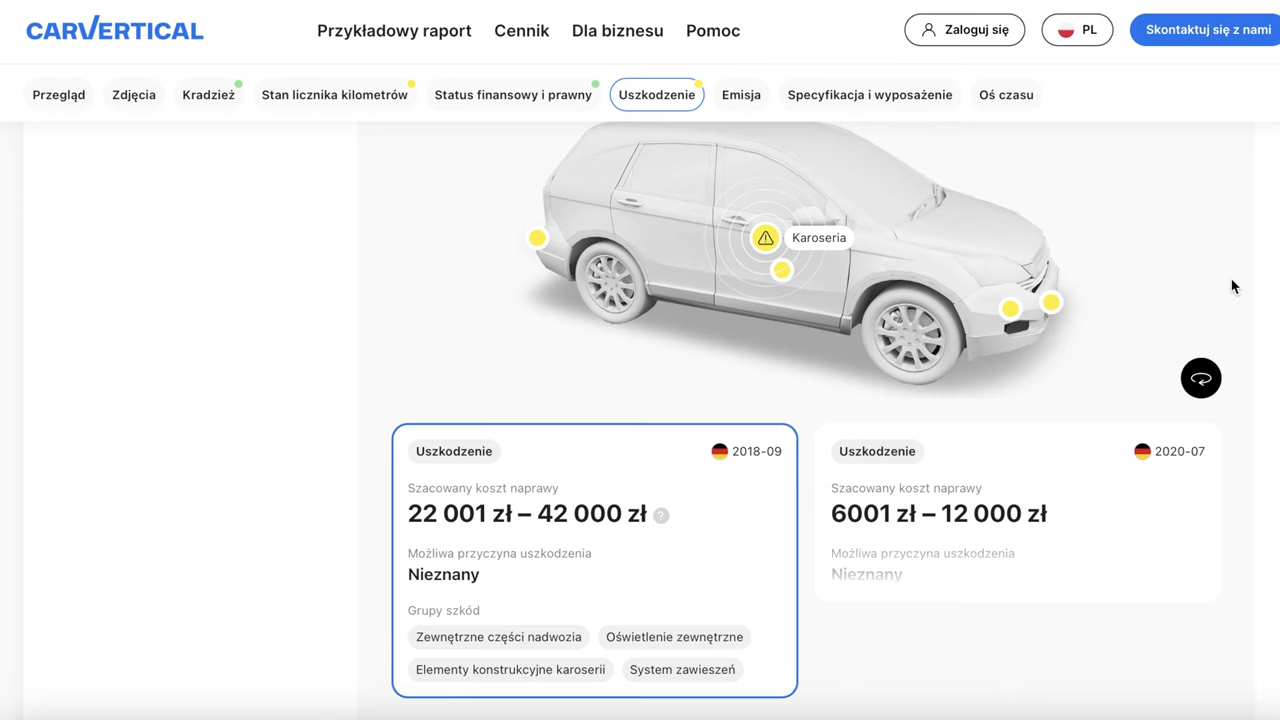 CARVERTICAL
Przykładowy raport
Cennik
Dla biznesu
Pomoc
Zaloguj się
PL
Skontaktuj się z nami
Przegląd
Zdjęcia
Kradzież
Stan licznika kilometrów
Status finansowy i prawny
Uszkodzenie
Emisja
Specyfikacja i wyposażenie
Oś czasu
Karoseria
Uszkodzenie
2018-09
Szacowany koszt naprawy
22 001 zł – 42 000 zł ?
Możliwa przyczyna uszkodzenia
Nieznany
Grupy szkód
Zewnętrzne części nadwozia
Oświetlenie zewnętrzne
Elementy konstrukcyjne karoserii
System zawieszeń
Uszkodzenie
2020-07
Szacowany koszt naprawy
6001 zł – 12 000 zł
Możliwa przyczyna uszkodzenia
Nieznany